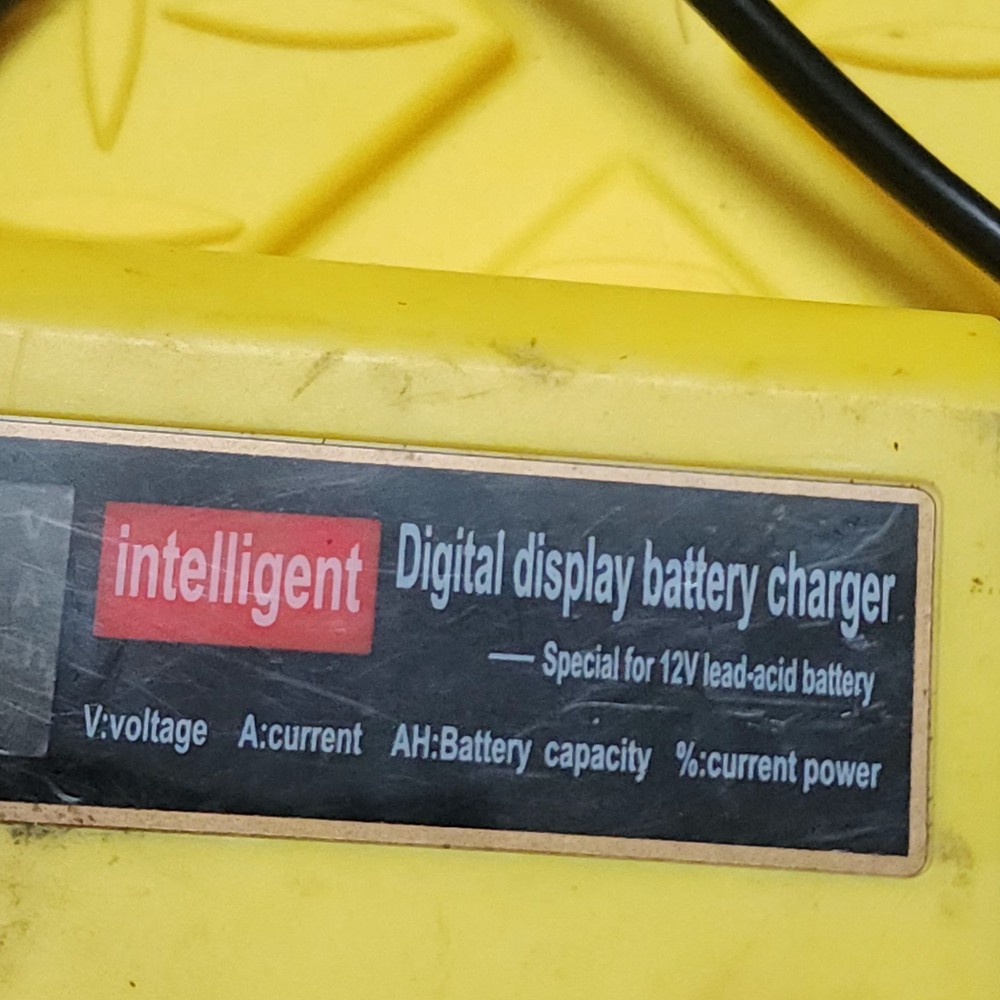 intelligent Digital display battery charger
— Special for 12V lead-acid battery
V:voltage A:current AH:Battery capacity %:current power